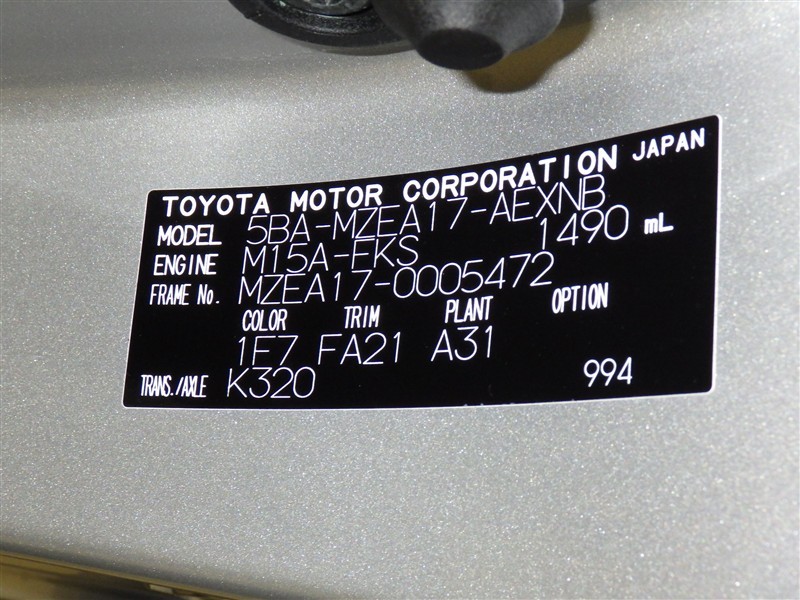 TOYOTA MOTOR CORPORATION JAPAN
MODEL 5BA-MZEA17-AEXNB
ENGINE M15A-FKS 1490 mL
FRAME No. MZEA17-0005472
COLOR TRIM PLANT OPTION
1F7 FA21 A31
TRANS./AXLE K320 994